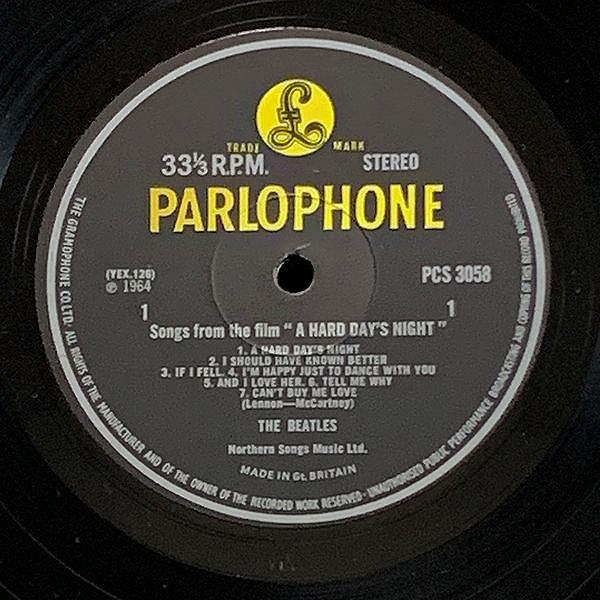 £
TRADE MARK
33⅓ R.P.M. STEREO
PARLOPHONE
(YEX.126) PCS 3058
℗ 1964
1 1
Songs from the film "A HARD DAY'S NIGHT"
1. A HARD DAY'S NIGHT
2. I SHOULD HAVE KNOWN BETTER
3. IF I FELL. 4. I'M HAPPY JUST TO DANCE WITH YOU
5. AND I LOVE HER. 6. TELL ME WHY
7. CAN'T BUY ME LOVE
(Lennon—McCartney)
THE BEATLES
Northern Songs Music Ltd.
MADE IN Gt. BRITAIN
THE GRAMOPHONE CO. LTD. ALL RIGHTS OF THE MANUFACTURER AND OF THE OWNER OF THE RECORDED WORK RESERVED · UNAUTHORISED PUBLIC PERFORMANCE BROADCASTING AND COPYING OF THIS RECORD PROHIBITED